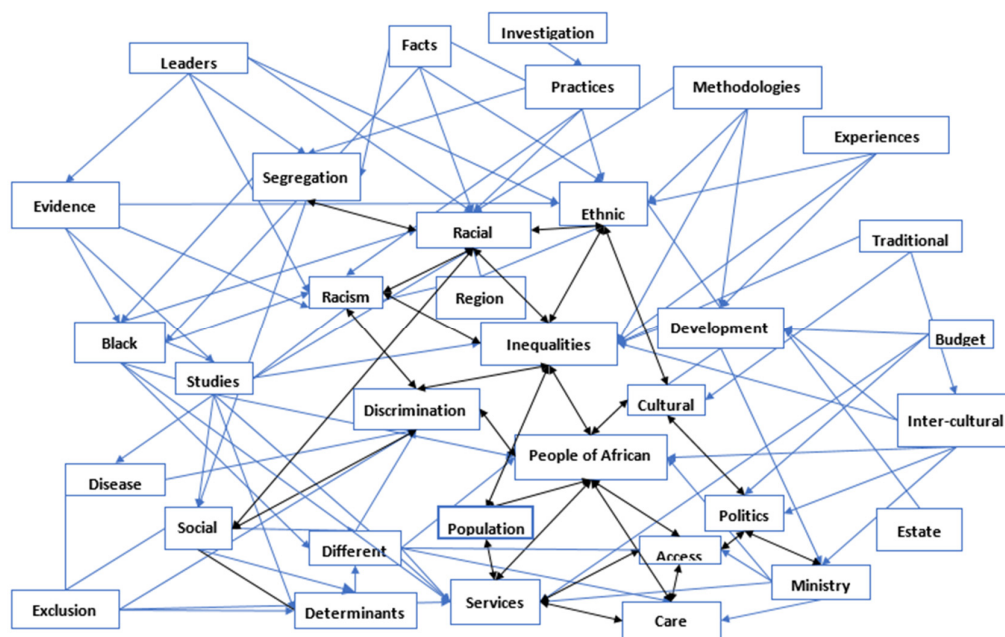 Investigation
Facts
Leaders
Practices
Methodologies
Experiences
Segregation
Evidence
Ethnic
Racial
Traditional
Racism
Region
Black
Inequalities
Development
Budget
Studies
Discrimination
Cultural
Inter-cultural
People of African
Disease
Social
Population
Politics
Estate
Different
Access
Ministry
Exclusion
Determinants
Services
Care